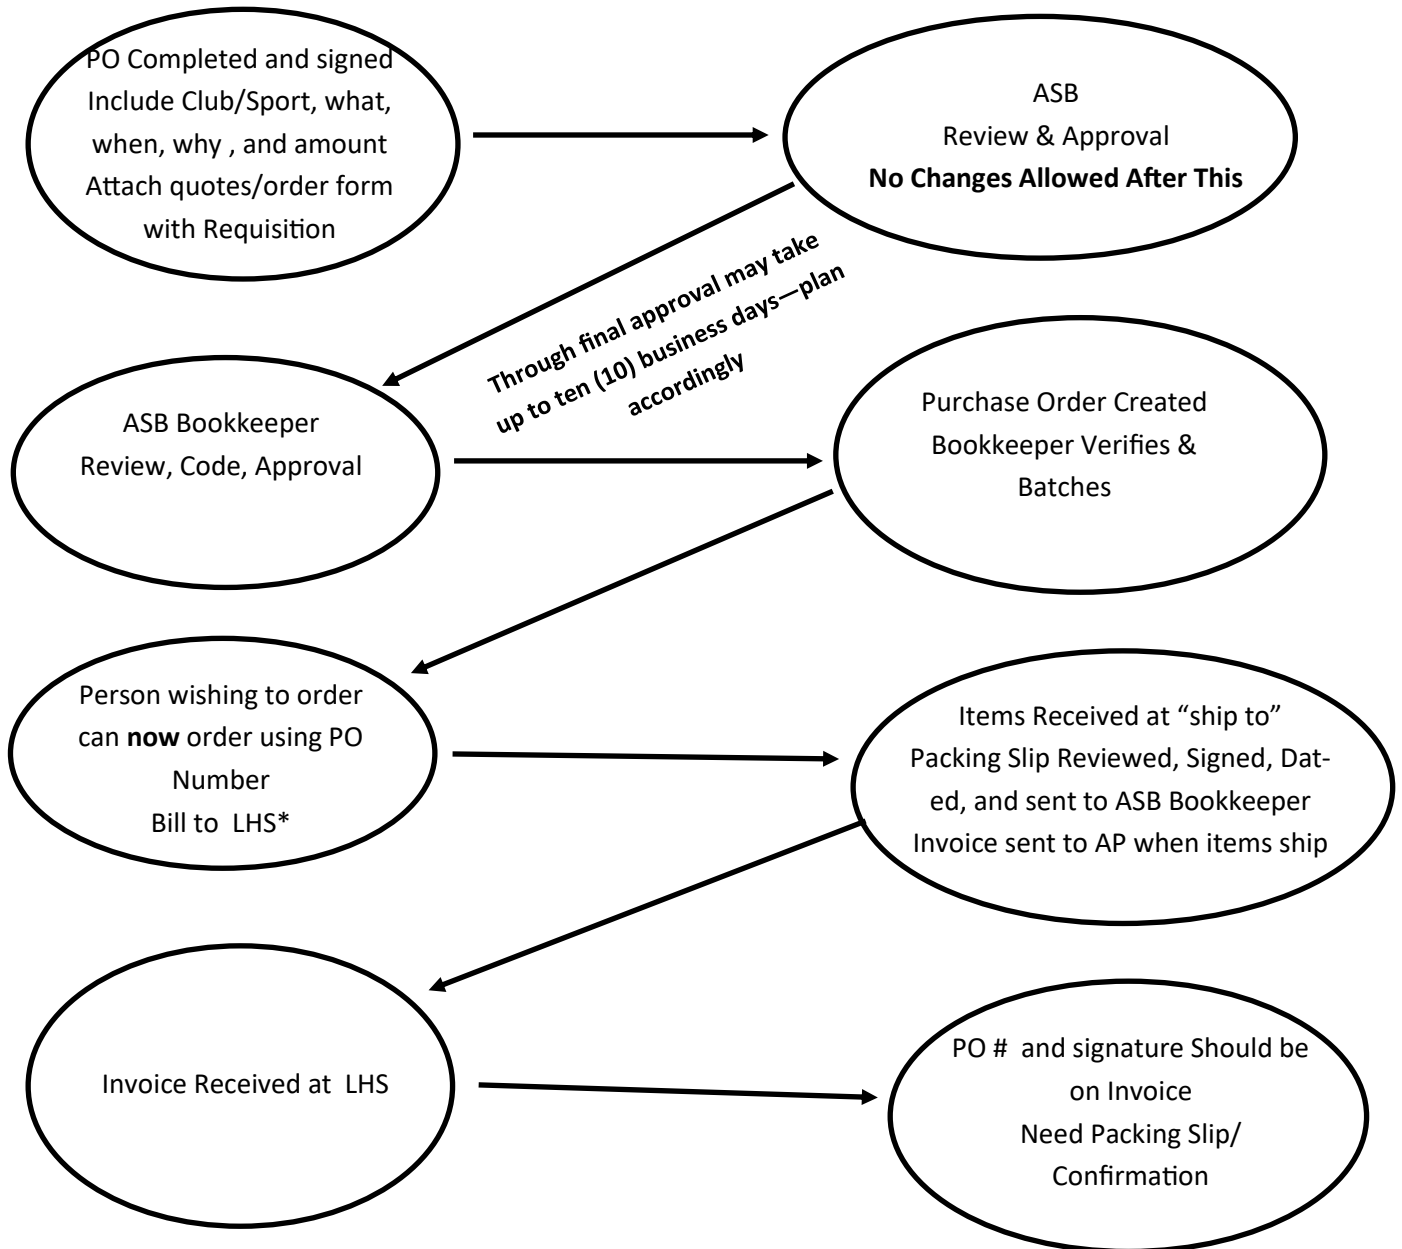 PO Completed and signed
Include Club/Sport, what,
when, why , and amount
Attach quotes/order form
with Requisition
ASB
Review & Approval
No Changes Allowed After This
Through final approval may take
up to ten (10) business days—plan
accordingly
ASB Bookkeeper
Review, Code, Approval
Purchase Order Created
Bookkeeper Verifies &
Batches
Person wishing to order
can now order using PO
Number
Bill to  LHS*
Items Received at “ship to”
Packing Slip Reviewed, Signed, Dat-
ed, and sent to ASB Bookkeeper
Invoice sent to AP when items ship
Invoice Received at  LHS
PO #  and signature Should be
on Invoice
Need Packing Slip/
Confirmation